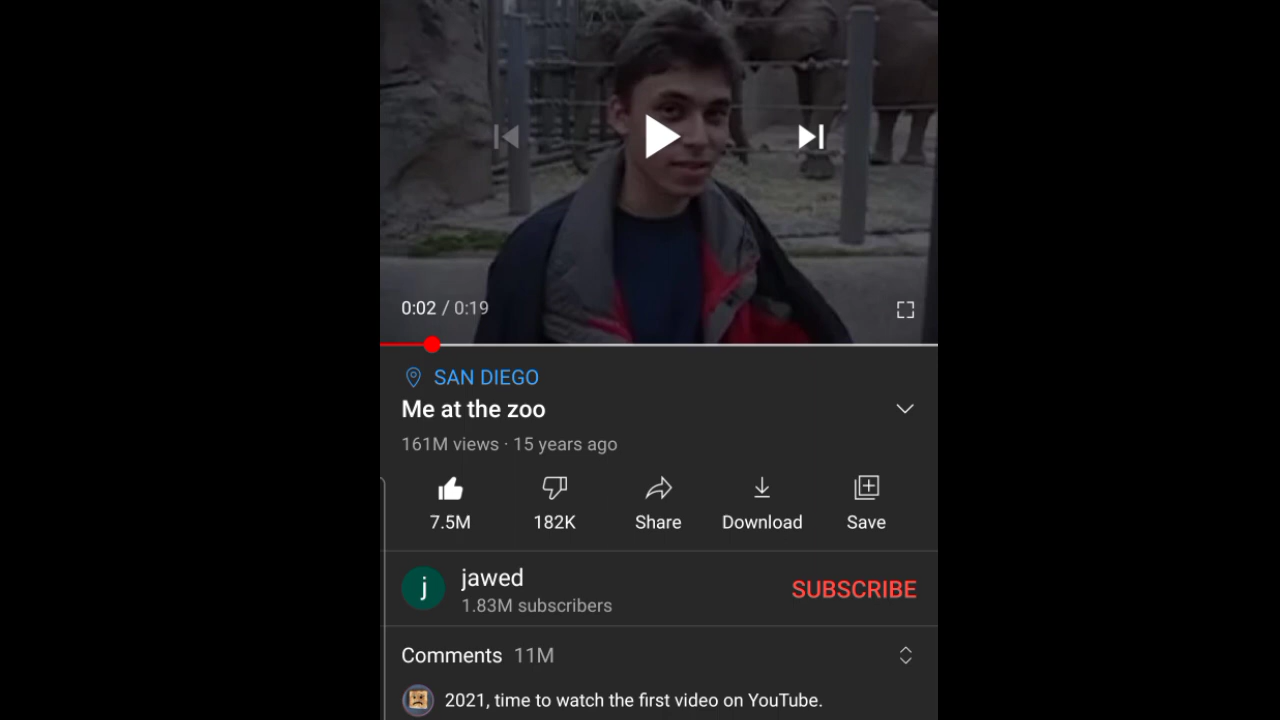 0:02 / 0:19
SAN DIEGO
Me at the zoo
161M views · 15 years ago
7.5M 182K Share Download Save
j
jawed
1.83M subscribers
SUBSCRIBE
Comments 11M
2021, time to watch the first video on YouTube.